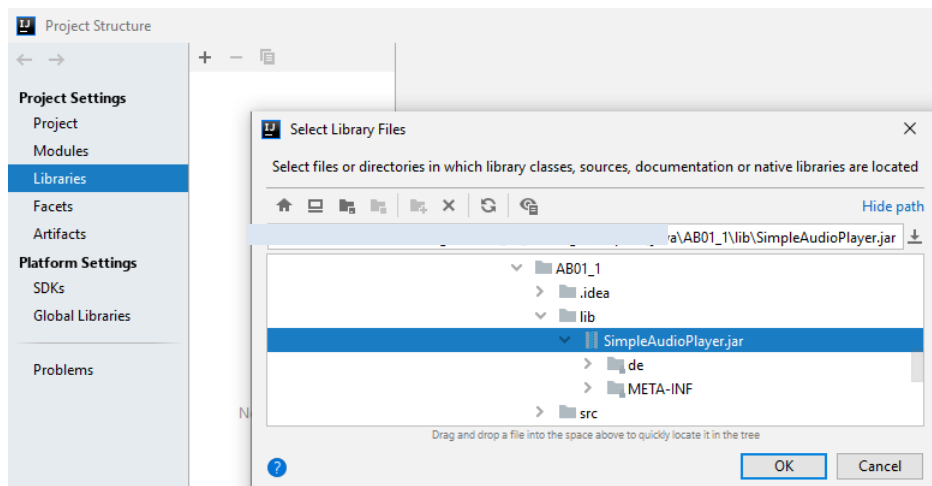 Project Structure
Project Settings
Project
Modules
Libraries
Facets
Artifacts
Platform Settings
SDKs
Global Libraries
Problems
Select Library Files
Select files or directories in which library classes, sources, documentation or native libraries are located
Hide path
\AB01_1\lib\SimpleAudioPlayer.jar
AB01_1
.idea
lib
SimpleAudioPlayer.jar
de
META-INF
src
Drag and drop a file into the space above to quickly locate it in the tree
OK
Cancel